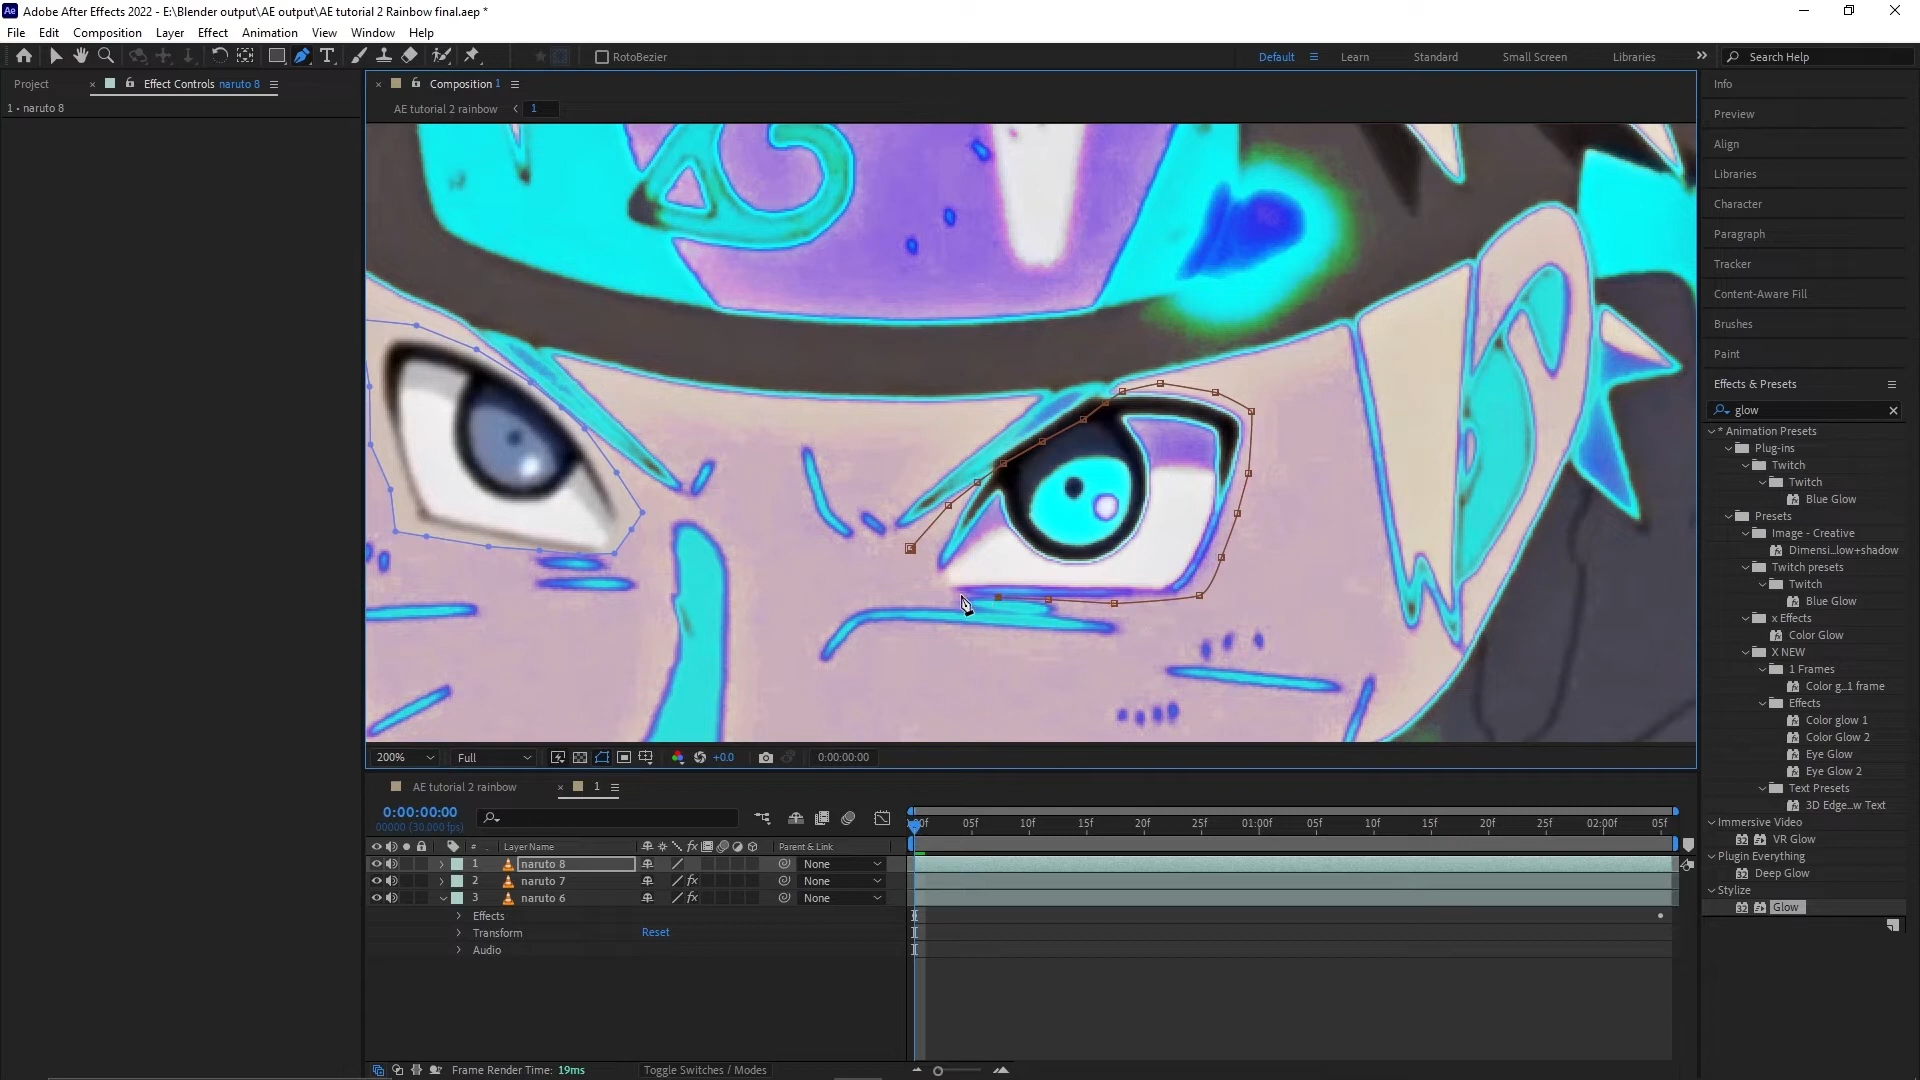 Adobe After Effects 2022 - E:\Blender output\AE output\AE tutorial 2 Rainbow final.aep *
File Edit Composition Layer Effect Animation View Window Help
RotoBezier
Default Learn Standard Small Screen Libraries Search Help
Project Effect Controls naruto 8
1 • naruto 8
Composition 1
AE tutorial 2 rainbow 1
Info
Preview
Align
Libraries
Character
Paragraph
Tracker
Content-Aware Fill
Brushes
Paint
Effects & Presets
glow
* Animation Presets
Plug-ins
Twitch
Twitch
Blue Glow
Presets
Image - Creative
Dimensi...low+shadow
Twitch presets
Twitch
Blue Glow
x Effects
Color Glow
X NEW
1 Frames
Color g...1 frame
Effects
Color glow 1
Color Glow 2
Eye Glow
Eye Glow 2
Text Presets
3D Edge...w Text
Immersive Video
VR Glow
Plugin Everything
Deep Glow
Stylize
Glow
200% Full +0.0 0:00:00:00
AE tutorial 2 rainbow 1
0:00:00:00
00000 (30.000 fps)
:00f 05f 10f 15f 20f 25f 01:00f 05f 10f 15f 20f 25f 02:00f 05f
# Layer Name fx Parent & Link
1 naruto 8 None
2 naruto 7 fx None
3 naruto 6 fx None
Effects
Transform Reset
Audio
Frame Render Time: 19ms Toggle Switches / Modes